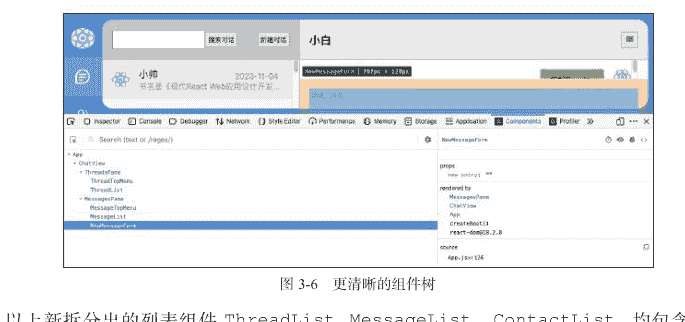 搜索对话 新建对话 小白
小帅 2023-11-04
书名是《现代React Web应用设计开发...
NewMessageForm | 702px × 120px
Inspector Console Debugger Network Style Editor Performance Memory Storage Application Components Profiler
Search (text or /regex/)
NewMessageForm
App
ChatView
ThreadsPane
ThreadTopMenu
ThreadList
MessagesPane
MessageTopMenu
MessageList
NewMessageForm
props
new entry: ""
rendered by
MessagesPane
ChatView
App
createRoot()
react-dom@18.2.0
source
App.jsx:126
图 3-6 更清晰的组件树
以上新拆分出的列表组件 ThreadList、MessageList、ContactList，均包含